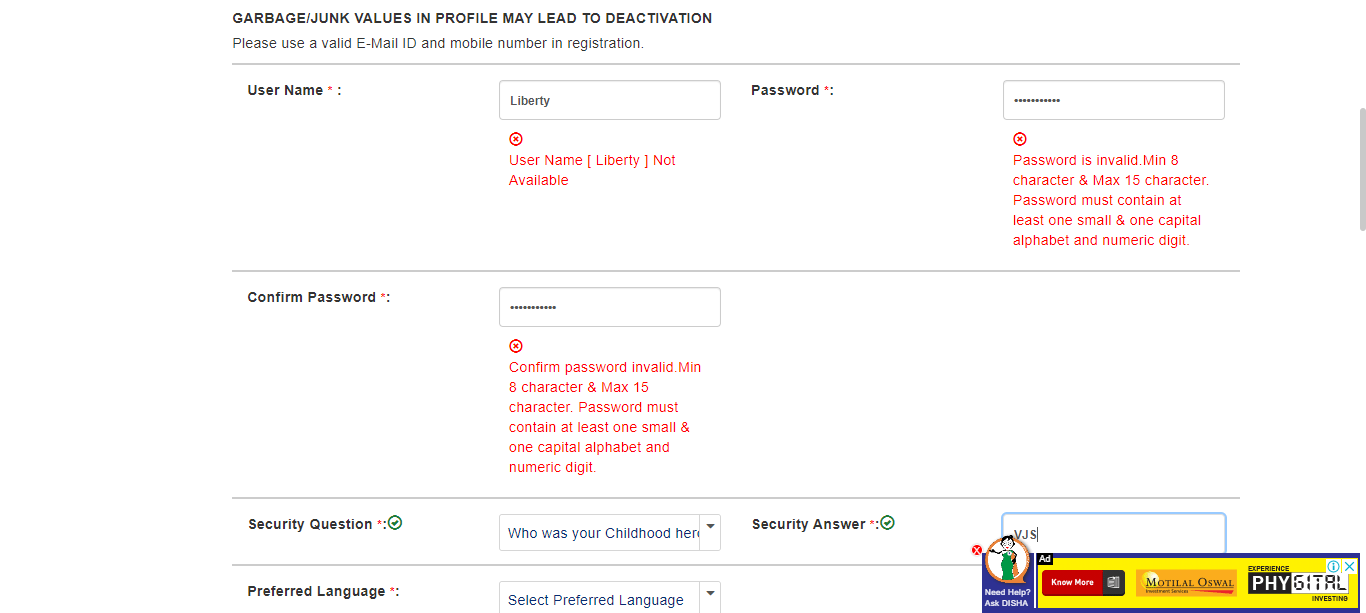 GARBAGE/JUNK VALUES IN PROFILE MAY LEAD TO DEACTIVATION
Please use a valid E-Mail ID and mobile number in registration.
User Name * :
Liberty
User Name [ Liberty ] Not
Available
Password *:
•••••••••••
Password is invalid.Min 8
character & Max 15 character.
Password must contain at
least one small & one capital
alphabet and numeric digit.
Confirm Password *:
•••••••••••
Confirm password invalid.Min
8 character & Max 15
character. Password must
contain at least one small &
one capital alphabet and
numeric digit.
Security Question *:
Who was your Childhood her
Security Answer *:
VJS
Preferred Language *:
Select Preferred Language
Need Help?
Ask DISHA
Ad
Know More
MOTILAL OSWAL
Investment Services
EXPERIENCE
PHYGITAL
INVESTING